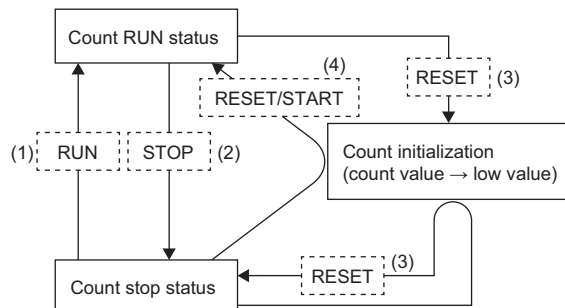 Count RUN status
(4)
RESET (3)
RESET/START
(1) RUN
STOP (2)
Count initialization
(count value → low value)
RESET (3)
Count stop status